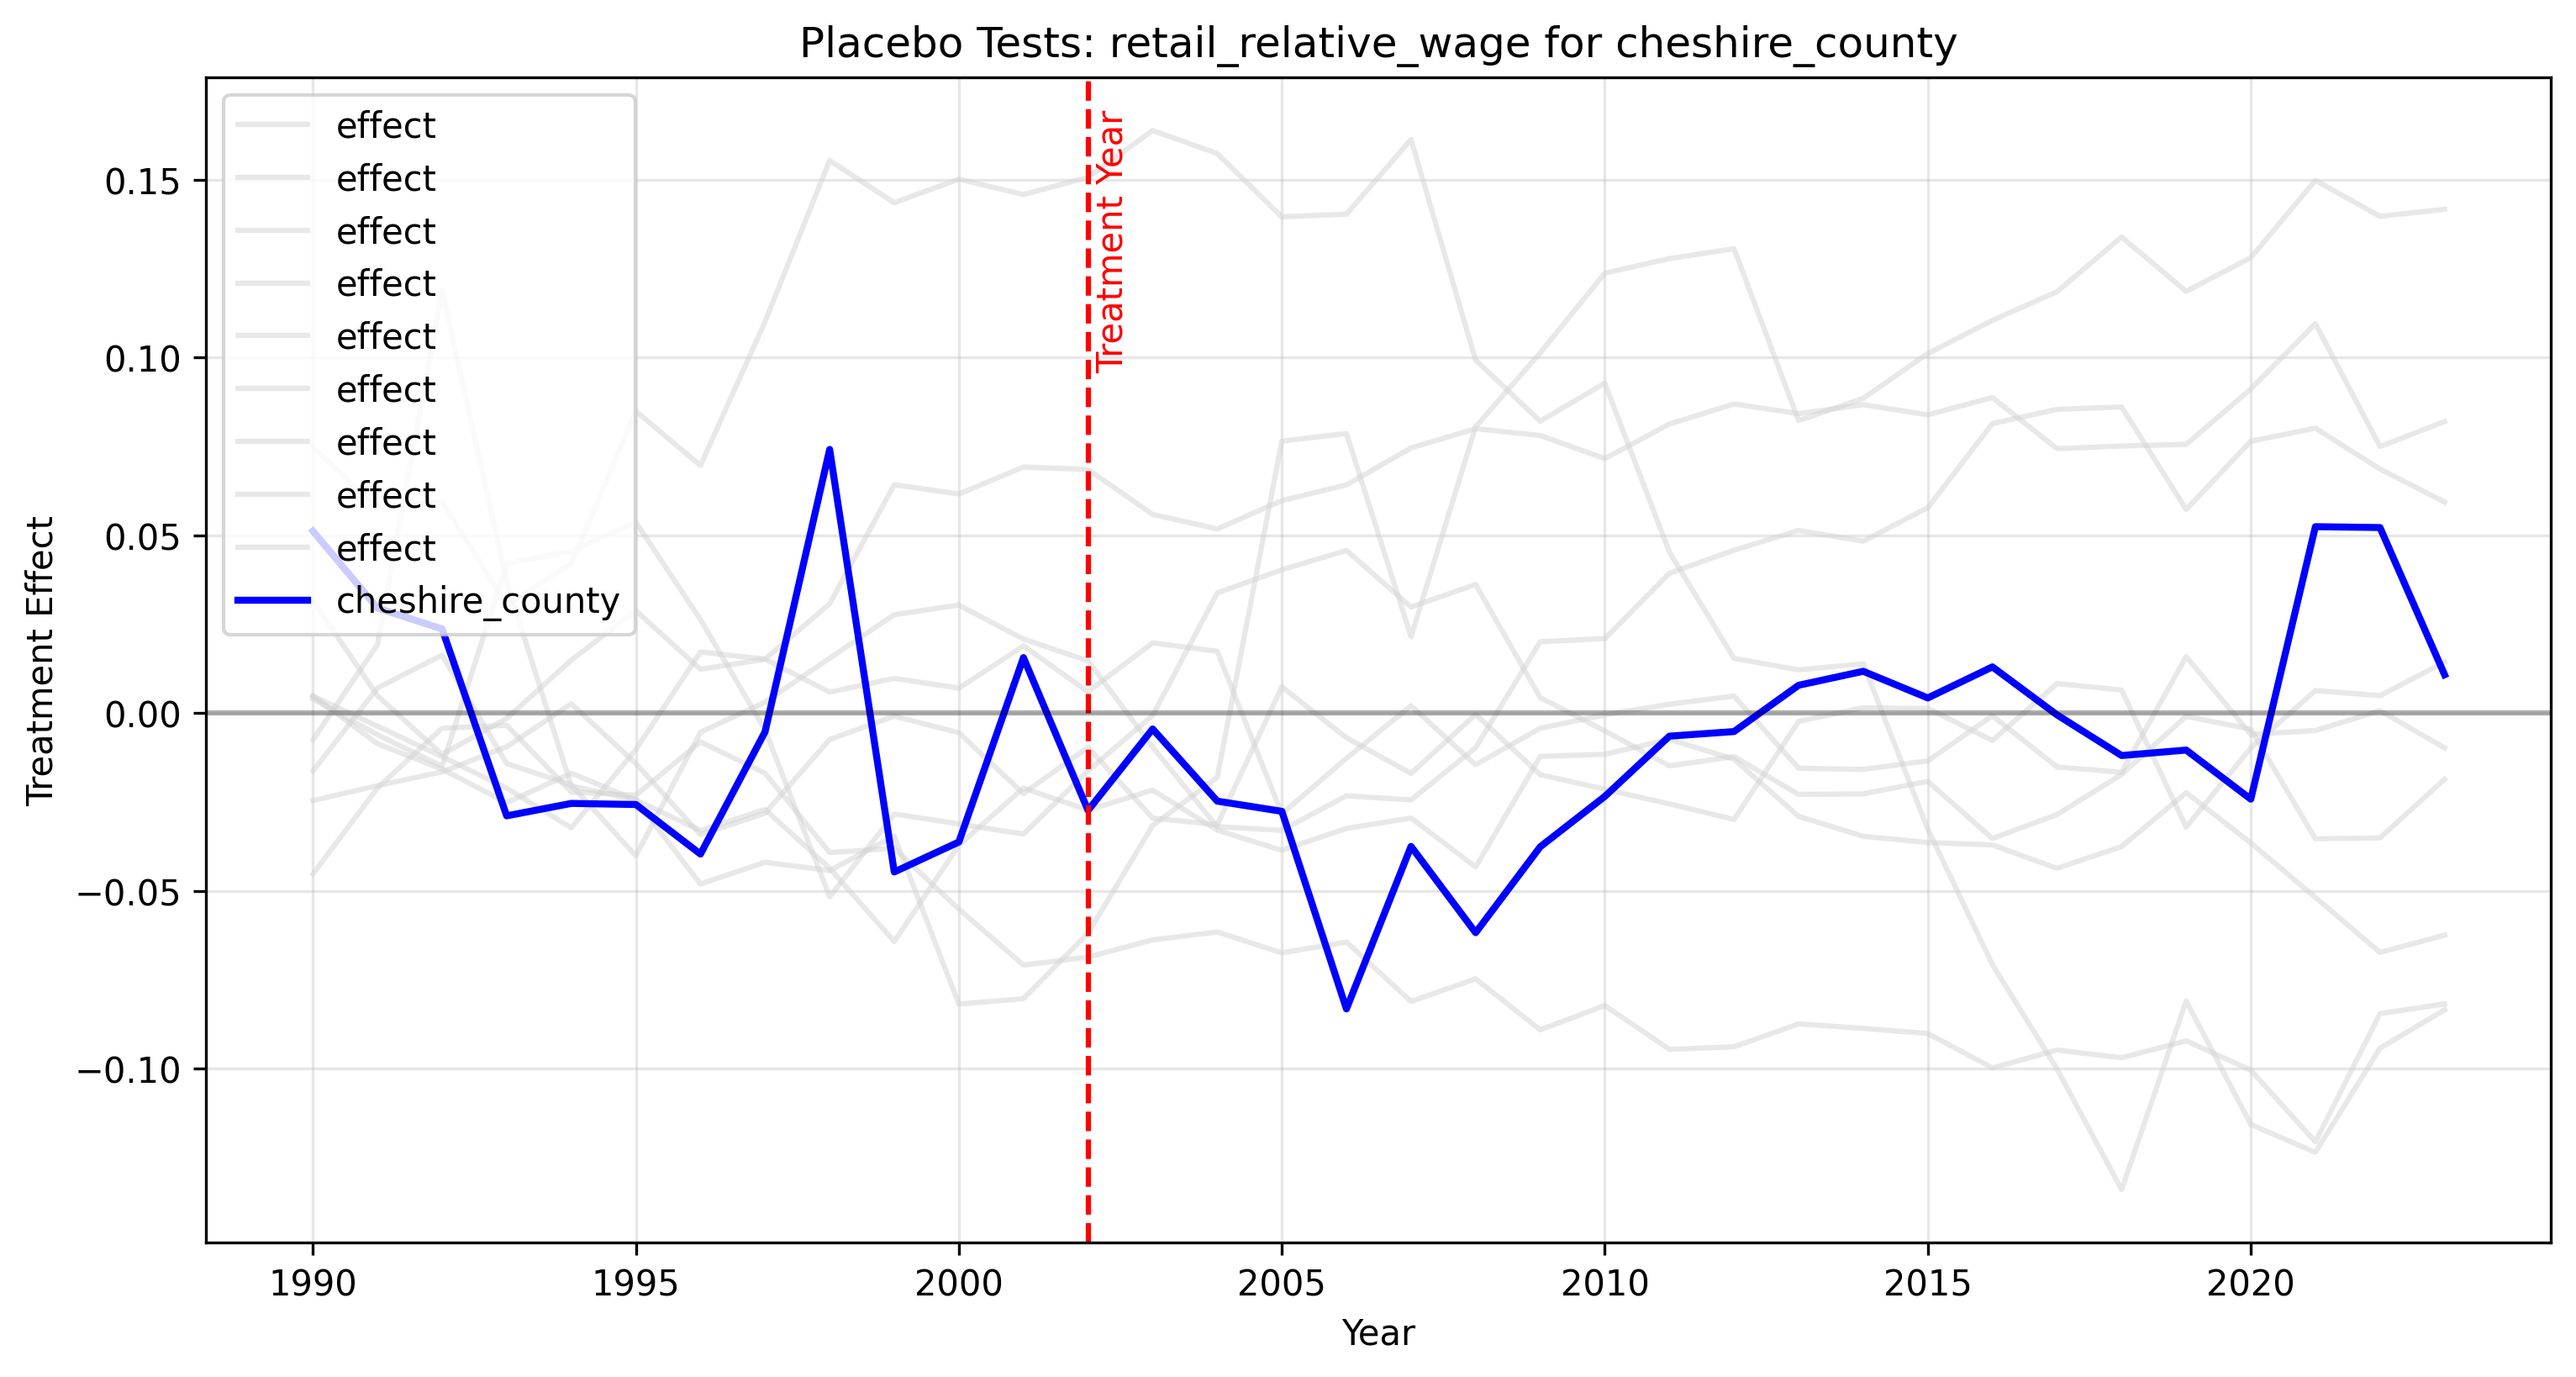 Placebo Tests: retail_relative_wage for cheshire_county
effect
effect
effect
effect
effect
effect
effect
effect
effect
cheshire_county
Treatment Year
Treatment Effect
0.15
0.10
0.05
0.00
−0.05
−0.10
1990
1995
2000
2005
2010
2015
2020
Year